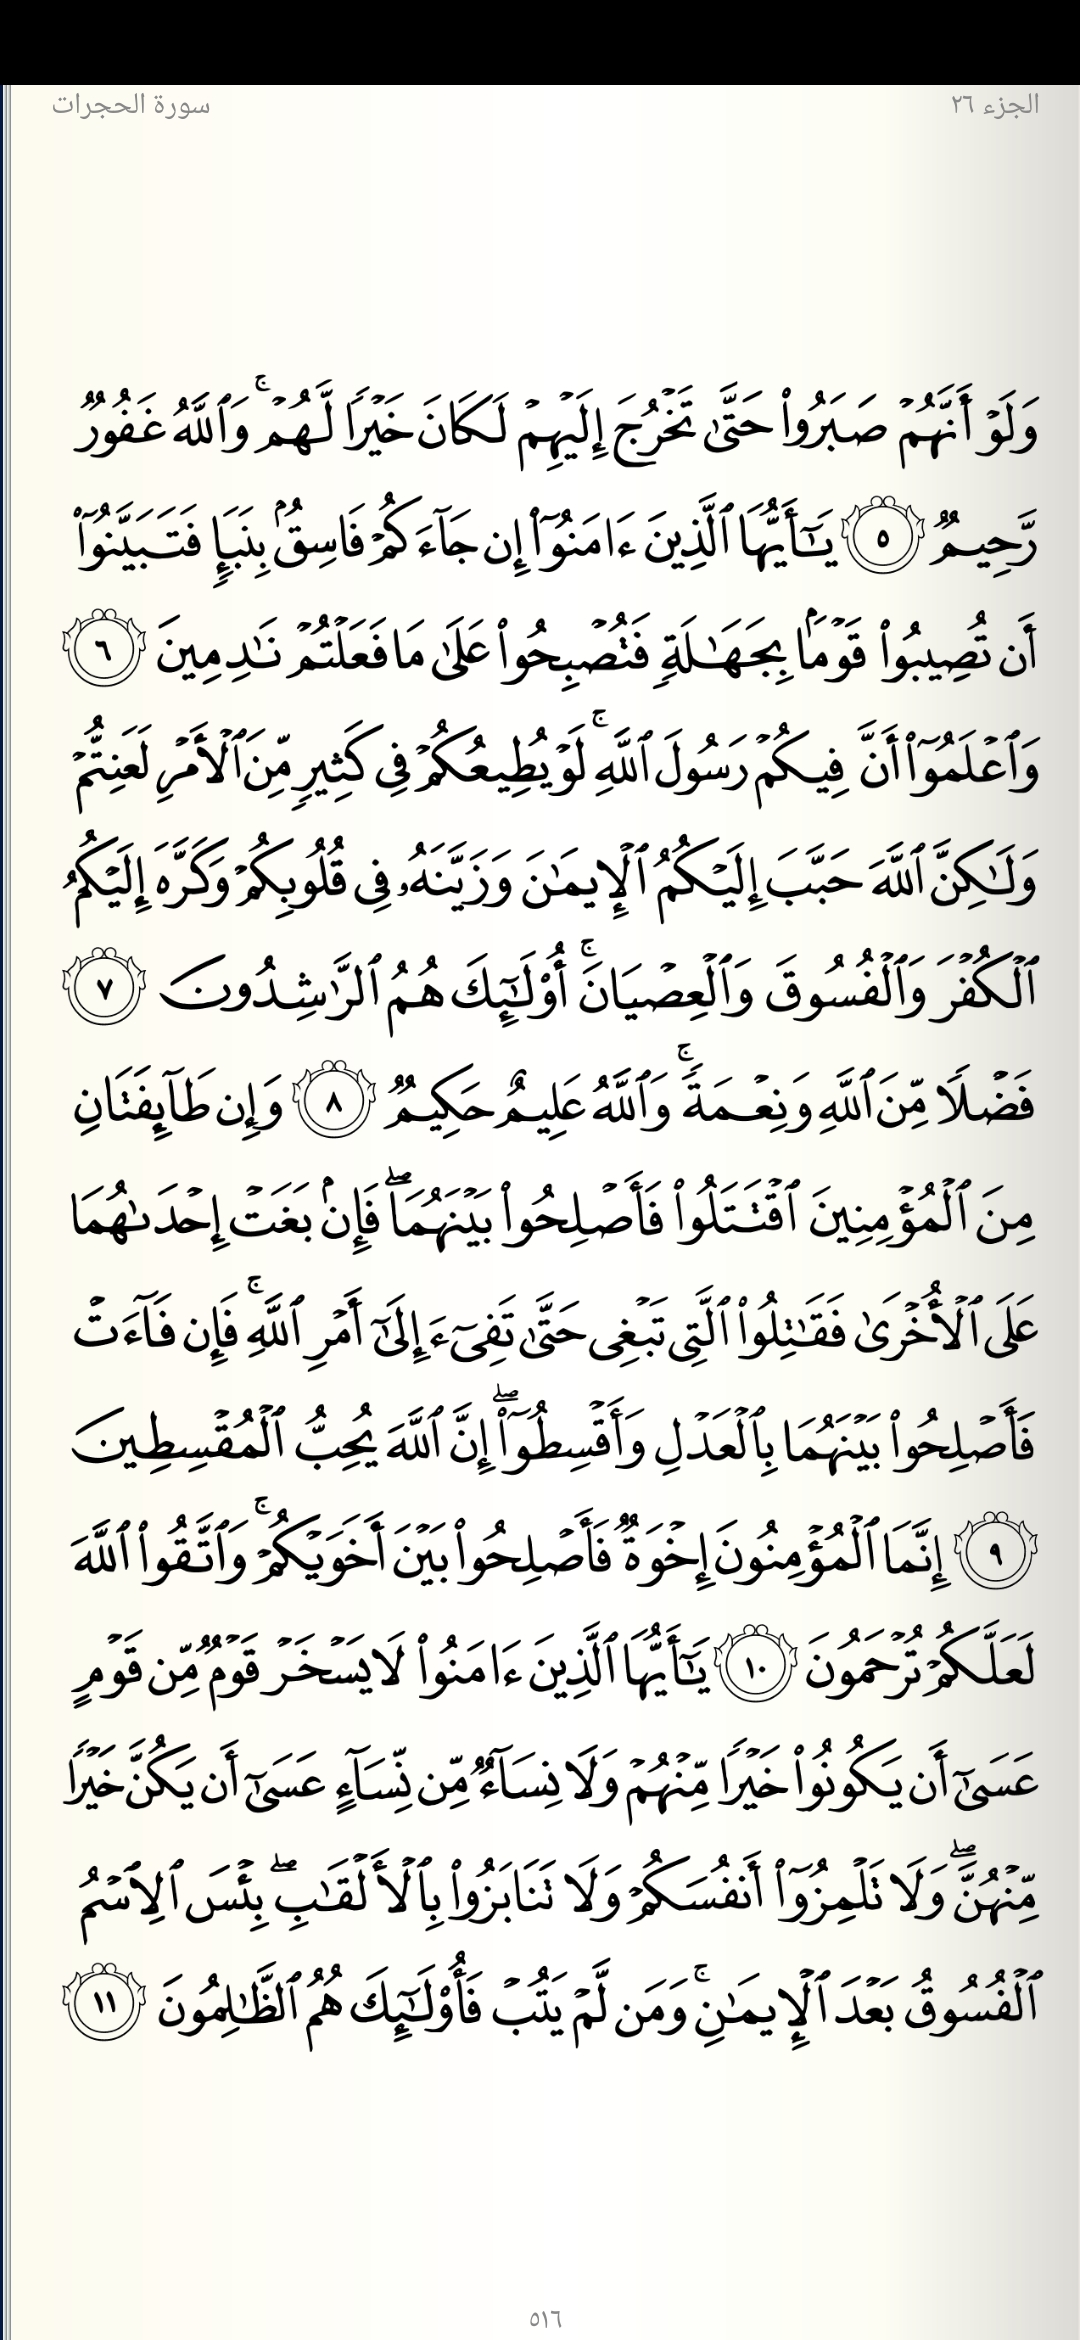 الجزء ٢٦
سورة الحجرات
وَلَوْ أَنَّهُمْ صَبَرُوا۟ حَتَّىٰ تَخْرُجَ إِلَيْهِمْ لَكَانَ خَيْرًا لَّهُمْ ۚ وَٱللَّهُ غَفُورٌ
رَّحِيمٌ ٥ يَـٰٓأَيُّهَا ٱلَّذِينَ ءَامَنُوٓا۟ إِن جَآءَكُمْ فَاسِقٌۢ بِنَبَإٍ فَتَبَيَّنُوٓا۟
أَن تُصِيبُوا۟ قَوْمًۢا بِجَهَـٰلَةٍ فَتُصْبِحُوا۟ عَلَىٰ مَا فَعَلْتُمْ نَـٰدِمِينَ ٦
وَٱعْلَمُوٓا۟ أَنَّ فِيكُمْ رَسُولَ ٱللَّهِ ۚ لَوْ يُطِيعُكُمْ فِى كَثِيرٍ مِّنَ ٱلْأَمْرِ لَعَنِتُّمْ
وَلَـٰكِنَّ ٱللَّهَ حَبَّبَ إِلَيْكُمُ ٱلْإِيمَـٰنَ وَزَيَّنَهُۥ فِى قُلُوبِكُمْ وَكَرَّهَ إِلَيْكُمُ
ٱلْكُفْرَ وَٱلْفُسُوقَ وَٱلْعِصْيَانَ ۚ أُو۟لَـٰٓئِكَ هُمُ ٱلرَّٰشِدُونَ ٧
فَضْلًا مِّنَ ٱللَّهِ وَنِعْمَةً ۚ وَٱللَّهُ عَلِيمٌ حَكِيمٌ ٨ وَإِن طَآئِفَتَانِ
مِنَ ٱلْمُؤْمِنِينَ ٱقْتَتَلُوا۟ فَأَصْلِحُوا۟ بَيْنَهُمَا ۖ فَإِنۢ بَغَتْ إِحْدَىٰهُمَا
عَلَى ٱلْأُخْرَىٰ فَقَـٰتِلُوا۟ ٱلَّتِى تَبْغِى حَتَّىٰ تَفِىٓءَ إِلَىٰٓ أَمْرِ ٱللَّهِ ۚ فَإِن فَآءَتْ
فَأَصْلِحُوا۟ بَيْنَهُمَا بِٱلْعَدْلِ وَأَقْسِطُوٓا۟ ۖ إِنَّ ٱللَّهَ يُحِبُّ ٱلْمُقْسِطِينَ
٩ إِنَّمَا ٱلْمُؤْمِنُونَ إِخْوَةٌ فَأَصْلِحُوا۟ بَيْنَ أَخَوَيْكُمْ ۚ وَٱتَّقُوا۟ ٱللَّهَ
لَعَلَّكُمْ تُرْحَمُونَ ١٠ يَـٰٓأَيُّهَا ٱلَّذِينَ ءَامَنُوا۟ لَا يَسْخَرْ قَوْمٌ مِّن قَوْمٍ
عَسَىٰٓ أَن يَكُونُوا۟ خَيْرًا مِّنْهُمْ وَلَا نِسَآءٌ مِّن نِّسَآءٍ عَسَىٰٓ أَن يَكُنَّ خَيْرًا
مِّنْهُنَّ ۖ وَلَا تَلْمِزُوٓا۟ أَنفُسَكُمْ وَلَا تَنَابَزُوا۟ بِٱلْأَلْقَـٰبِ ۖ بِئْسَ ٱلِٱسْمُ
ٱلْفُسُوقُ بَعْدَ ٱلْإِيمَـٰنِ ۚ وَمَن لَّمْ يَتُبْ فَأُو۟لَـٰٓئِكَ هُمُ ٱلظَّـٰلِمُونَ ١١
٥١٦